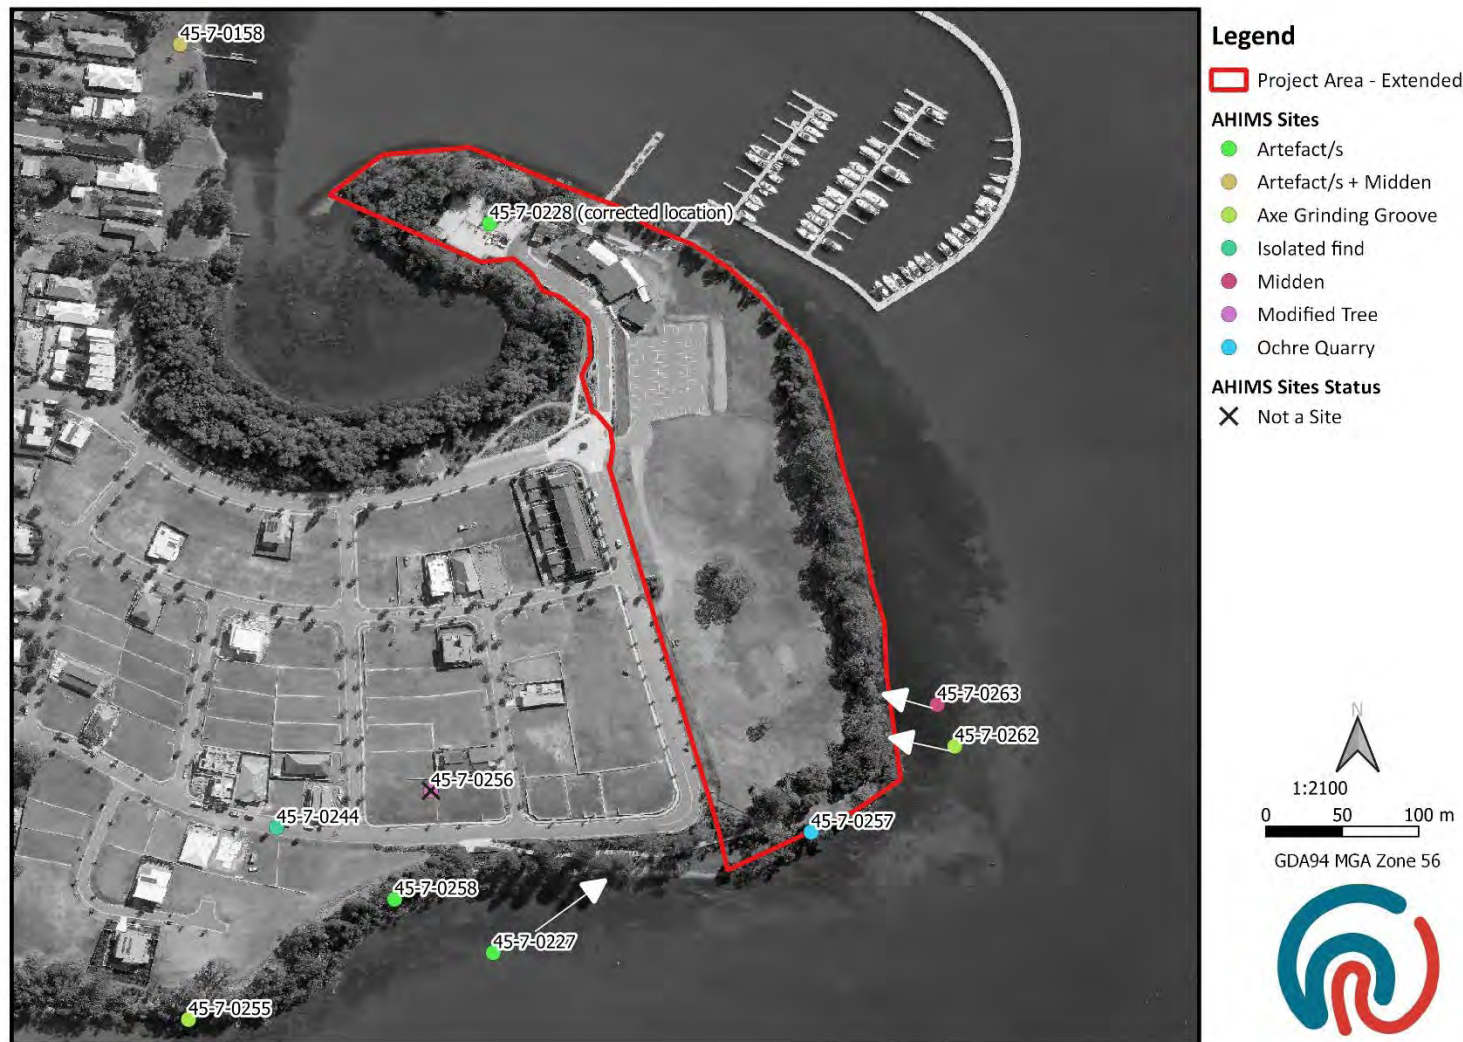 45-7-0158
45-7-0228 (corrected location)
45-7-0263
45-7-0262
45-7-0256
45-7-0244
45-7-0257
45-7-0258
45-7-0227
45-7-0255
Legend
Project Area - Extended
AHIMS Sites
Artefact/s
Artefact/s + Midden
Axe Grinding Groove
Isolated find
Midden
Modified Tree
Ochre Quarry
AHIMS Sites Status
Not a Site
N
1:2100
0 50 100 m
GDA94 MGA Zone 56